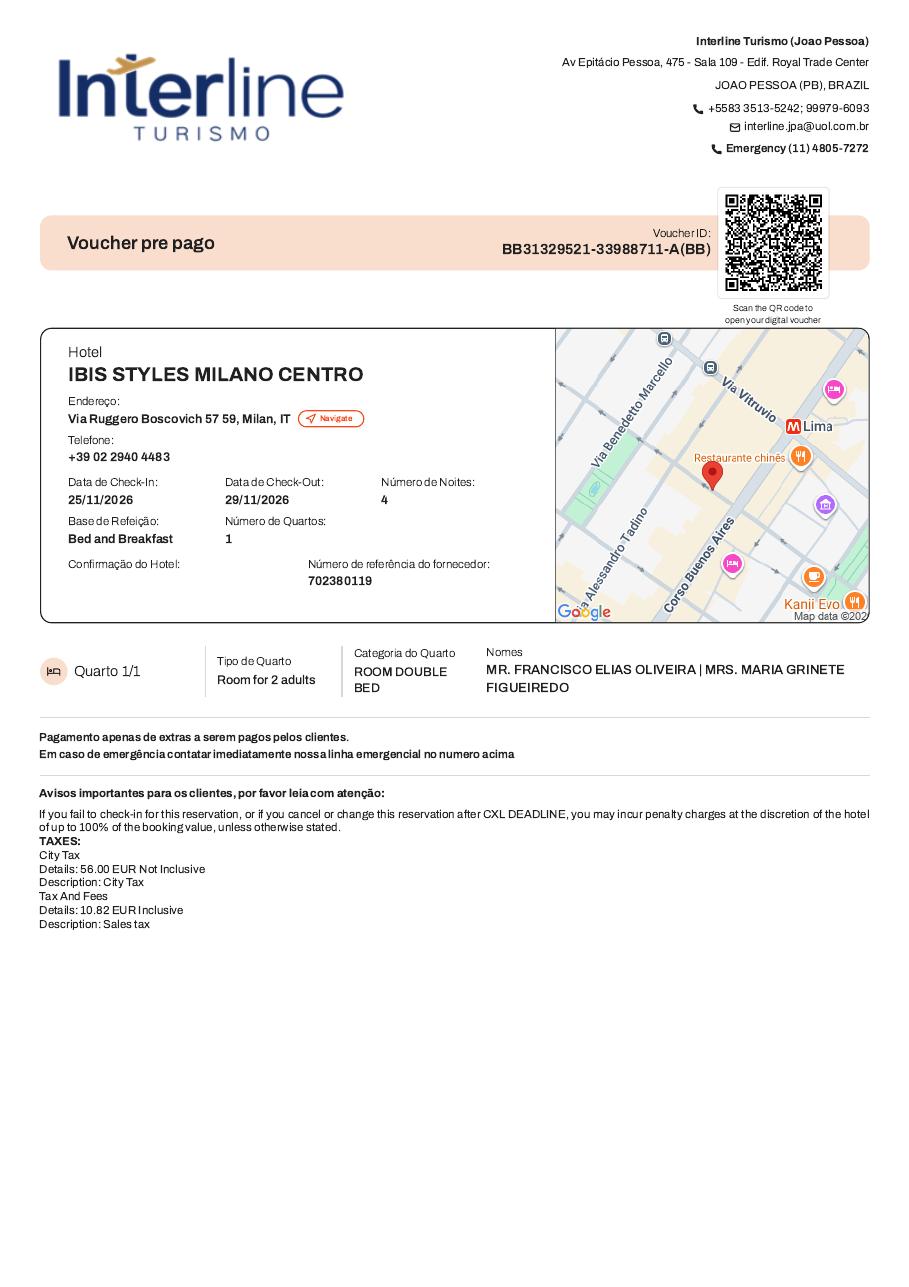 Interline
TURISMO
Interline Turismo (Joao Pessoa)
Av Epitácio Pessoa, 475 - Sala 109 - Edif. Royal Trade Center
JOAO PESSOA (PB), BRAZIL
+5583 3513-5242; 99979-6093
interline.jpa@uol.com.br
Emergency (11) 4805-7272
Voucher pre pago
Voucher ID:
BB31329521-33988711-A(BB)
Scan the QR code to
open your digital voucher
Hotel
IBIS STYLES MILANO CENTRO
Endereço:
Via Ruggero Boscovich 57 59, Milan, IT Navigate
Telefone:
+39 02 2940 4483
Data de Check-In: Data de Check-Out: Número de Noites:
25/11/2026 29/11/2026 4
Base de Refeição: Número de Quartos:
Bed and Breakfast 1
Confirmação do Hotel: Número de referência do fornecedor:
702380119
Via Benedetto Marcello
Via Vitruvio
M Lima
Restaurante chinês
a Alessandro Tadino
Corso Buenos Aires
Kanji Evo
Google
Map data ©202
Quarto 1/1
Tipo de Quarto
Room for 2 adults
Categoria do Quarto
ROOM DOUBLE
BED
Nomes
MR. FRANCISCO ELIAS OLIVEIRA | MRS. MARIA GRINETE
FIGUEIREDO
Pagamento apenas de extras a serem pagos pelos clientes.
Em caso de emergência contatar imediatamente nossa linha emergencial no numero acima
Avisos importantes para os clientes, por favor leia com atenção:
If you fail to check-in for this reservation, or if you cancel or change this reservation after CXL DEADLINE, you may incur penalty charges at the discretion of the hotel
of up to 100% of the booking value, unless otherwise stated.
TAXES:
City Tax
Details: 56.00 EUR Not Inclusive
Description: City Tax
Tax And Fees
Details: 10.82 EUR Inclusive
Description: Sales tax